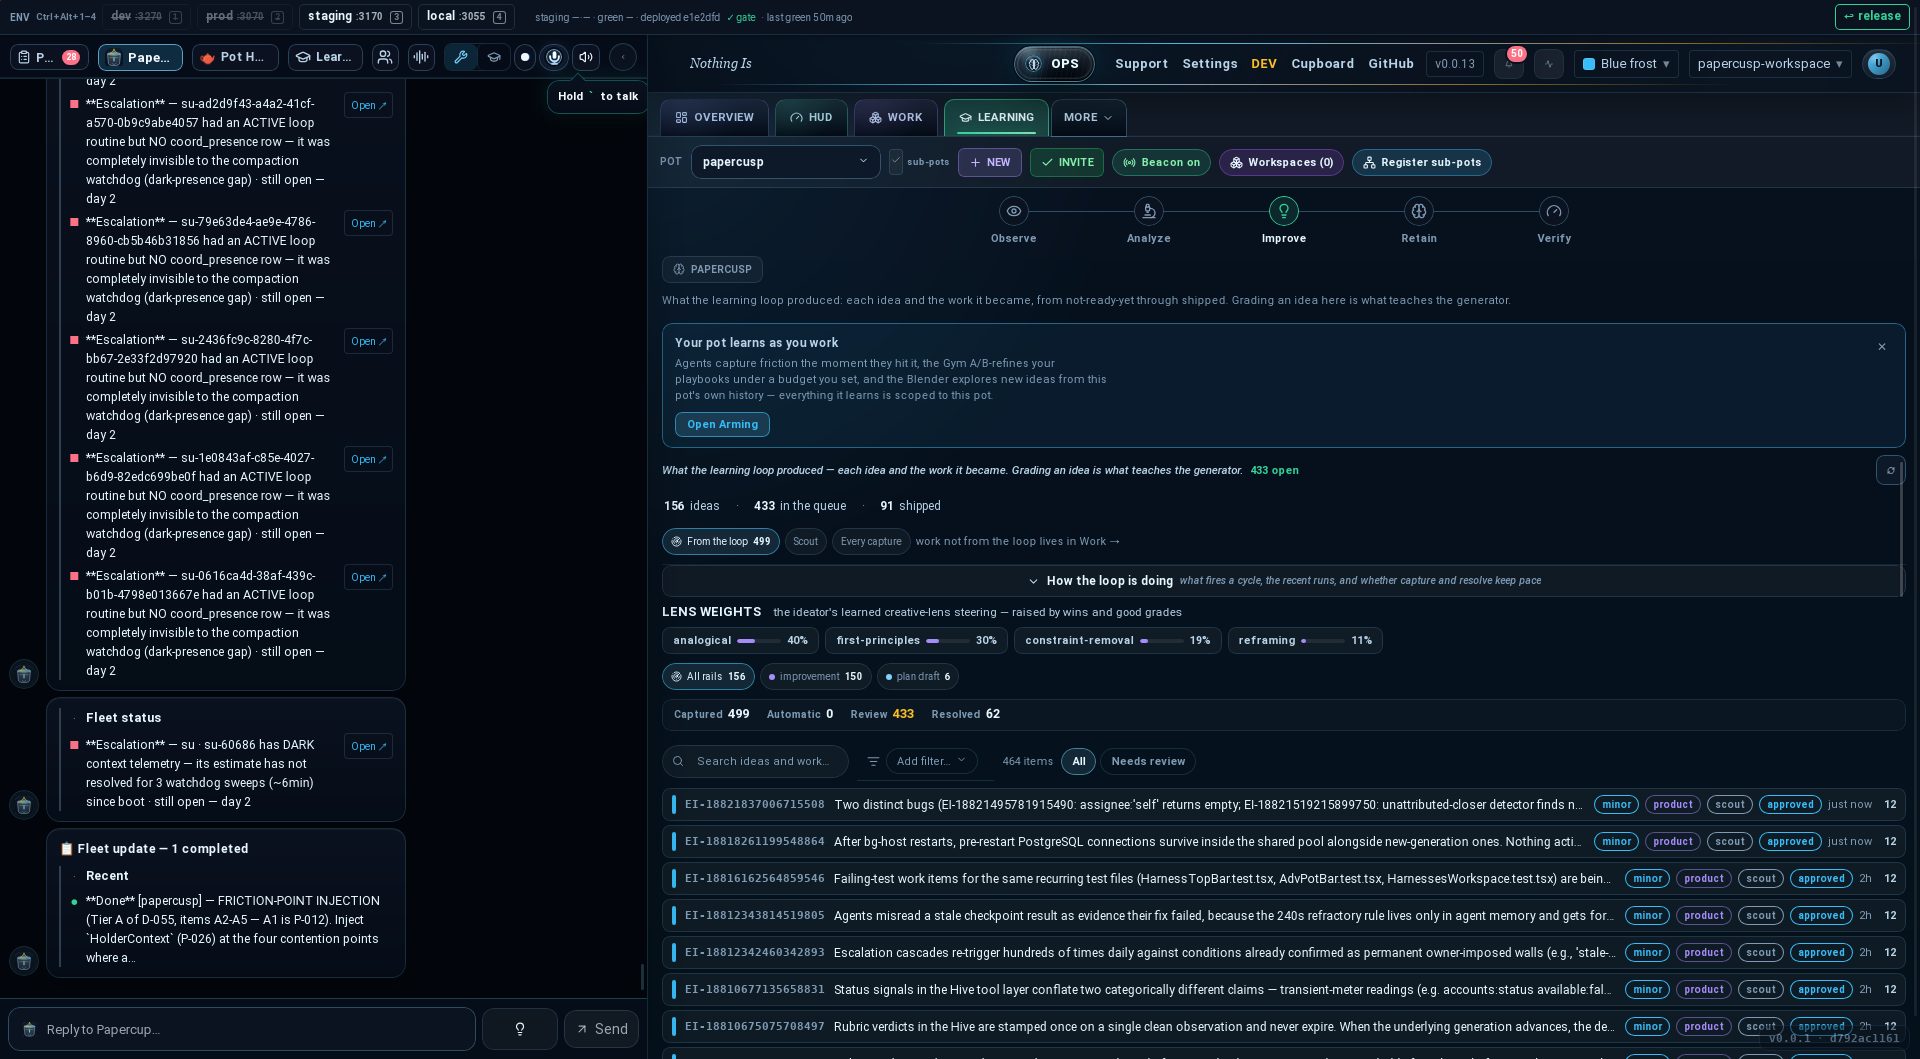 ENV Ctrl+Alt+1–4 dev :3270 1 prod :3070 2 staging :3170 3 local :3055 4 staging — — · green — · deployed e1e2dfd ✓ gate · last green 50m ago ↩ release
P… 28 Pape… Pot H… Lear…
Hold ` to talk
day 2
**Escalation** — su-ad2d9f43-a4a2-41cf-
a570-0b9c9abe4057 had an ACTIVE loop
routine but NO coord_presence row — it was
completely invisible to the compaction
watchdog (dark-presence gap) · still open —
day 2
Open ↗
**Escalation** — su-79e63de4-ae9e-4786-
8960-cb5b46b31856 had an ACTIVE loop
routine but NO coord_presence row — it was
completely invisible to the compaction
watchdog (dark-presence gap) · still open —
day 2
Open ↗
**Escalation** — su-2436fc9c-8280-4f7c-
bb67-2e33f2d97920 had an ACTIVE loop
routine but NO coord_presence row — it was
completely invisible to the compaction
watchdog (dark-presence gap) · still open —
day 2
Open ↗
**Escalation** — su-1e0843af-c85e-4027-
b6d9-82edc699be0f had an ACTIVE loop
routine but NO coord_presence row — it was
completely invisible to the compaction
watchdog (dark-presence gap) · still open —
day 2
Open ↗
**Escalation** — su-0616ca4d-38af-439c-
b01b-4798e013667e had an ACTIVE loop
routine but NO coord_presence row — it was
completely invisible to the compaction
watchdog (dark-presence gap) · still open —
day 2
Open ↗
Fleet status
**Escalation** — su · su-60686 has DARK
context telemetry — its estimate has not
resolved for 3 watchdog sweeps (~6min)
since boot · still open — day 2
Open ↗
Fleet update — 1 completed
Recent
**Done** [papercusp] — FRICTION-POINT INJECTION
(Tier A of D-055, items A2-A5 — A1 is P-012). Inject
`HolderContext` (P-026) at the four contention points
where a…
Reply to Papercup…
Send
Nothing Is OPS Support Settings DEV Cupboard GitHub v0.0.13 50 Blue frost papercusp-workspace U
OVERVIEW HUD WORK LEARNING MORE
POT papercusp sub-pots NEW INVITE Beacon on Workspaces (0) Register sub-pots
Observe Analyze Improve Retain Verify
PAPERCUSP
What the learning loop produced: each idea and the work it became, from not-ready-yet through shipped. Grading an idea here is what teaches the generator.
Your pot learns as you work
Agents capture friction the moment they hit it, the Gym A/B-refines your
playbooks under a budget you set, and the Blender explores new ideas from this
pot's own history — everything it learns is scoped to this pot.
Open Arming
What the learning loop produced — each idea and the work it became. Grading an idea is what teaches the generator. 433 open
156 ideas · 433 in the queue · 91 shipped
From the loop 499 Scout Every capture work not from the loop lives in Work →
How the loop is doing what fires a cycle, the recent runs, and whether capture and resolve keep pace
LENS WEIGHTS the ideator's learned creative-lens steering — raised by wins and good grades
analogical 40% first-principles 30% constraint-removal 19% reframing 11%
All rails 156 improvement 150 plan draft 6
Captured 499 Automatic 0 Review 433 Resolved 62
Search ideas and work… Add filter… 464 items All Needs review
EI-18821837006715508 Two distinct bugs (EI-18821495781915490: assignee:'self' returns empty; EI-18821519215899750: unattributed-closer detector finds n… minor product scout approved just now 12
EI-18818261199548864 After bg-host restarts, pre-restart PostgreSQL connections survive inside the shared pool alongside new-generation ones. Nothing acti… minor product scout approved just now 12
EI-18816162564859546 Failing-test work items for the same recurring test files (HarnessTopBar.test.tsx, AdvPotBar.test.tsx, HarnessesWorkspace.test.tsx) are bein… minor product scout approved 2h 12
EI-18812343814519805 Agents misread a stale checkpoint result as evidence their fix failed, because the 240s refractory rule lives only in agent memory and gets for… minor product scout approved 2h 12
EI-18812342460342893 Escalation cascades re-trigger hundreds of times daily against conditions already confirmed as permanent owner-imposed walls (e.g., 'stale-… minor product scout approved 2h 12
EI-18810677135658831 Status signals in the Hive tool layer conflate two categorically different claims — transient-meter readings (e.g. accounts:status available:fal… minor product scout approved 2h 12
EI-18810675075708497 Rubric verdicts in the Hive are stamped once on a single clean observation and never expire. When the underlying generation advances, the de… minor product scout approved 2h 12
v0.0.1 · d792ac1161